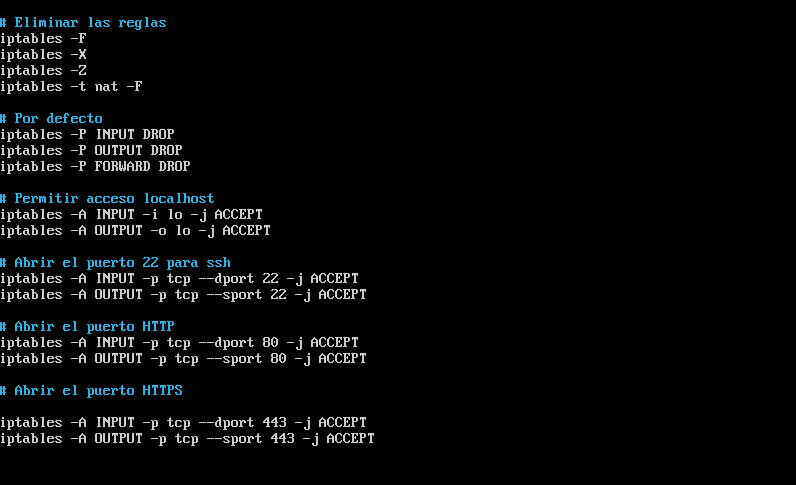 # Eliminar las reglas
iptables -F
iptables -X
iptables -Z
iptables -t nat -F
# Por defecto
iptables -P INPUT DROP
iptables -P OUTPUT DROP
iptables -P FORWARD DROP
# Permitir acceso localhost
iptables -A INPUT -i lo -j ACCEPT
iptables -A OUTPUT -o lo -j ACCEPT
# Abrir el puerto 22 para ssh
iptables -A INPUT -p tcp --dport 22 -j ACCEPT
iptables -A OUTPUT -p tcp --sport 22 -j ACCEPT
# Abrir el puerto HTTP
iptables -A INPUT -p tcp --dport 80 -j ACCEPT
iptables -A OUTPUT -p tcp --sport 80 -j ACCEPT
# Abrir el puerto HTTPS
iptables -A INPUT -p tcp --dport 443 -j ACCEPT
iptables -A OUTPUT -p tcp --sport 443 -j ACCEPT